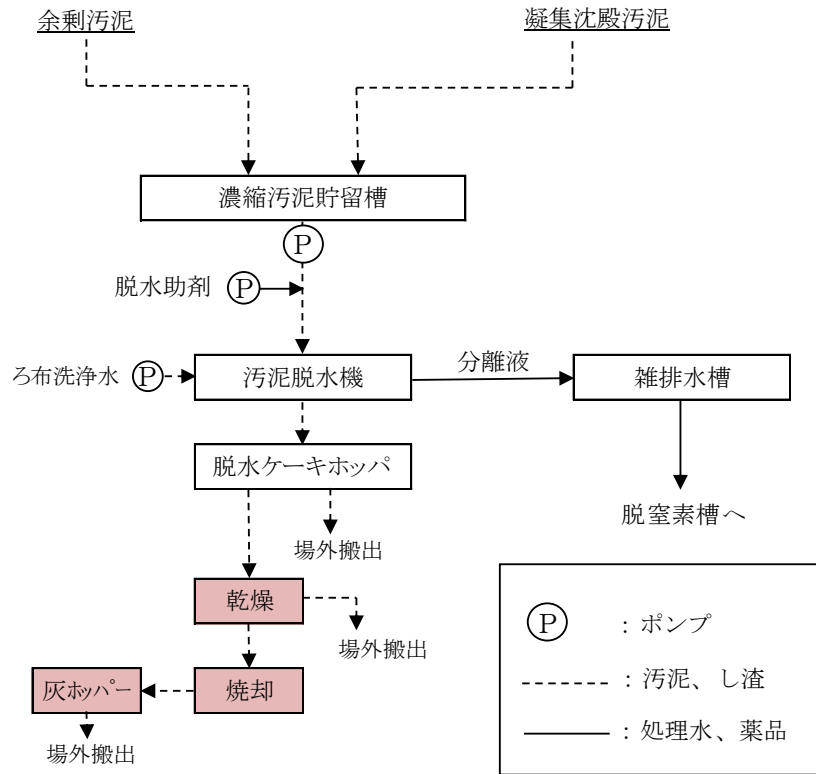 余剰汚泥
凝集沈殿汚泥
濃縮汚泥貯留槽
P
脱水助剤 P
ろ布洗浄水 P
汚泥脱水機
分離液
雑排水槽
脱水ケーキホッパ
脱窒素槽へ
場外搬出
乾燥
場外搬出
灰ホッパー
焼却
場外搬出
P :ポンプ
:汚泥、し渣
:処理水、薬品